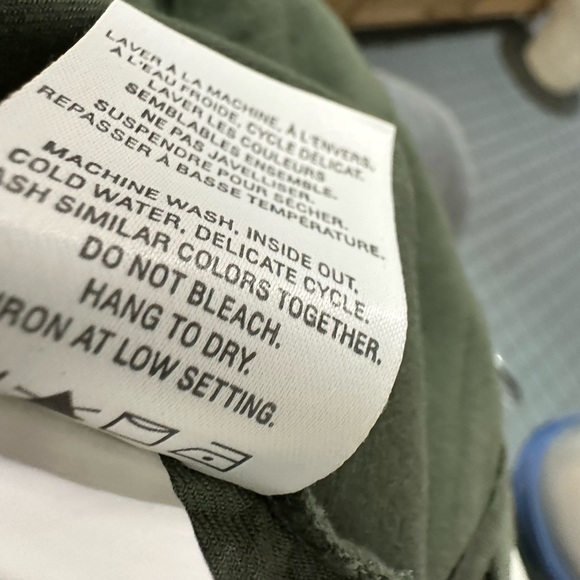 LAVER À LA MACHINE, À L'ENVERS,
À L'EAU FROIDE, CYCLE DÉLICAT.
LAVER LES COULEURS
SEMBLABLES ENSEMBLE.
NE PAS JAVELLISER.
SUSPENDRE POUR SÉCHER.
REPASSER À BASSE TEMPÉRATURE.
MACHINE WASH, INSIDE OUT,
COLD WATER, DELICATE CYCLE.
WASH SIMILAR COLORS TOGETHER.
DO NOT BLEACH.
HANG TO DRY.
IRON AT LOW SETTING.